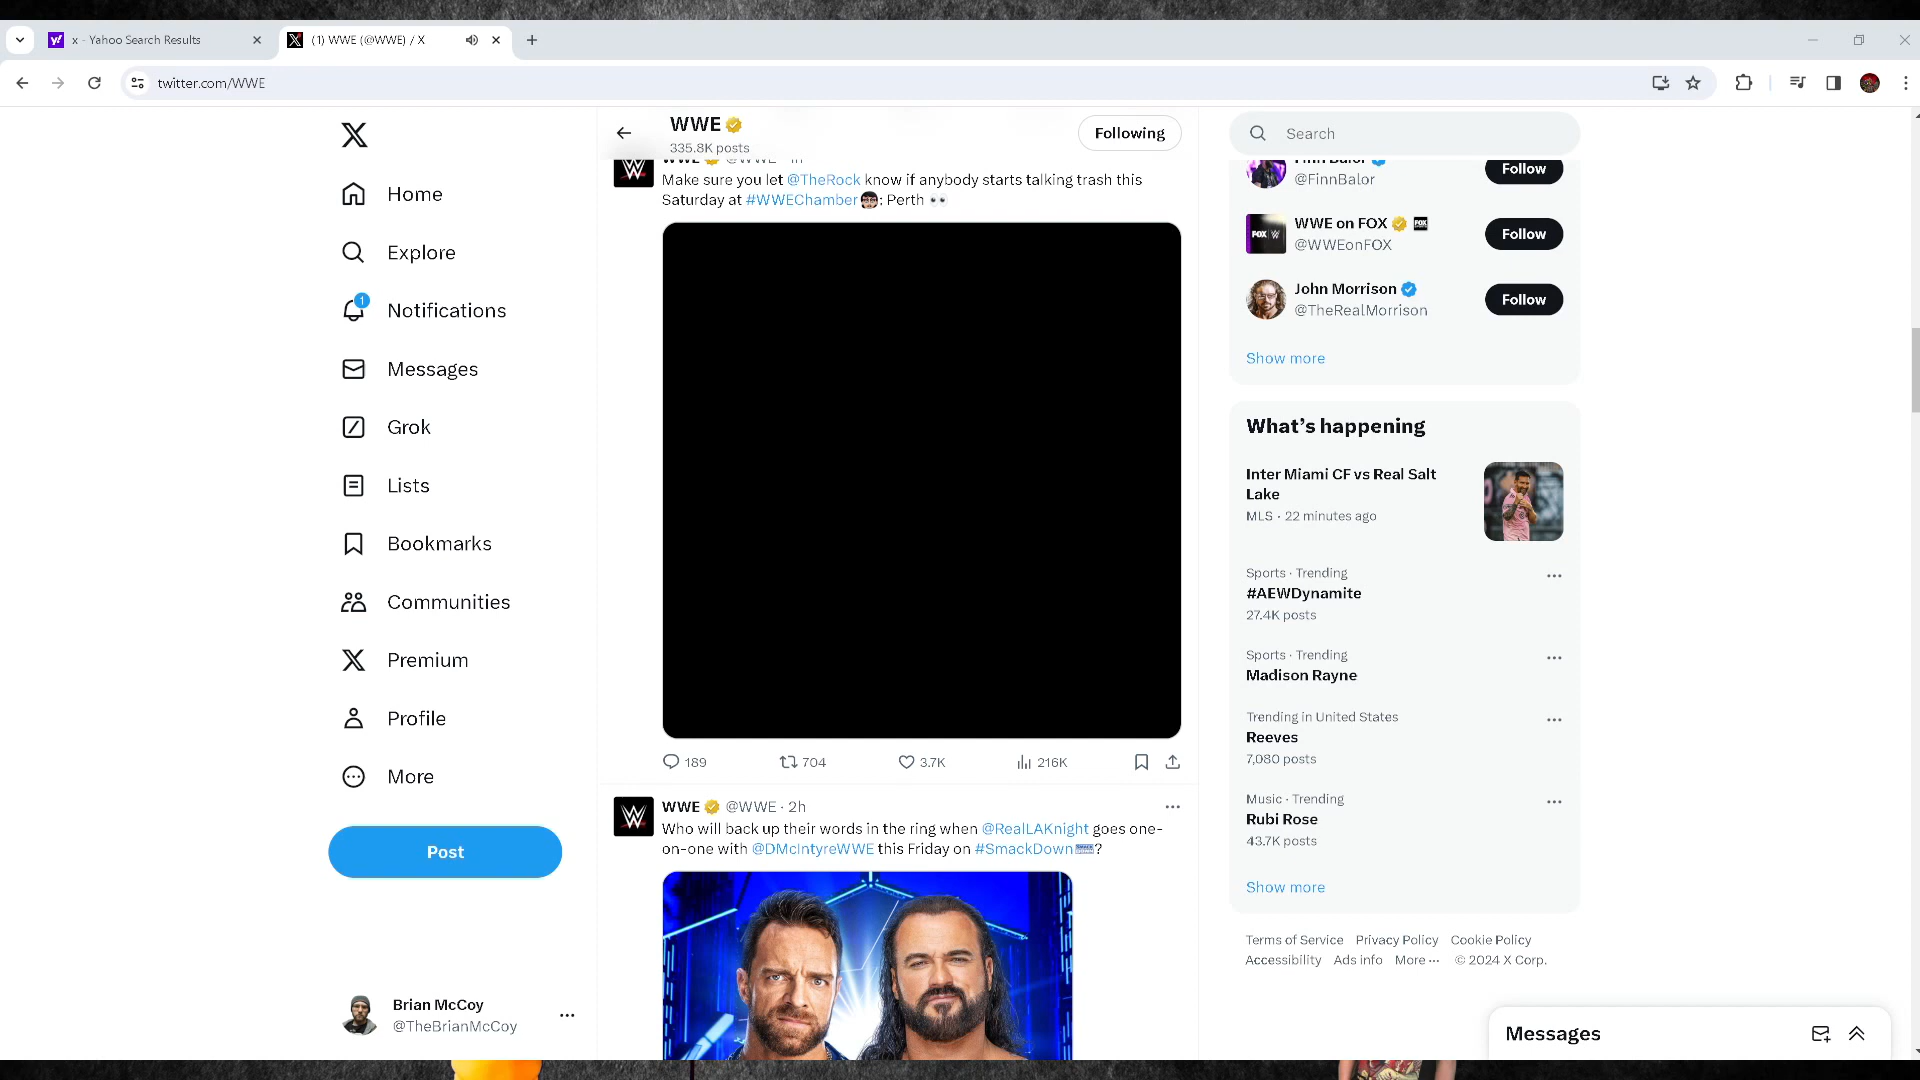 x - Yahoo Search Results
(1) WWE (@WWE) / X
twitter.com/WWE
Home
Explore
1
Notifications
Messages
Grok
Lists
Bookmarks
Communities
Premium
Profile
More
Post
Brian McCoy
@TheBrianMcCoy
WWE
335.8K posts
Following
WWE @WWE · 1h
Make sure you let @TheRock know if anybody starts talking trash this
Saturday at #WWEChamber : Perth 👀
189 704 3.7K 216K
WWE @WWE · 2h
Who will back up their words in the ring when @RealLAKnight goes one-
on-one with @DMcIntyreWWE this Friday on #SmackDown ?
Search
Finn Bálor
@FinnBalor
Follow
WWE on FOX
@WWEonFOX
Follow
John Morrison
@TheRealMorrison
Follow
Show more
What's happening
Inter Miami CF vs Real Salt
Lake
MLS · 22 minutes ago
Sports · Trending
#AEWDynamite
27.4K posts
Sports · Trending
Madison Rayne
Trending in United States
Reeves
7,080 posts
Music · Trending
Rubi Rose
43.7K posts
Show more
Terms of Service Privacy Policy Cookie Policy
Accessibility Ads info More ··· © 2024 X Corp.
Messages